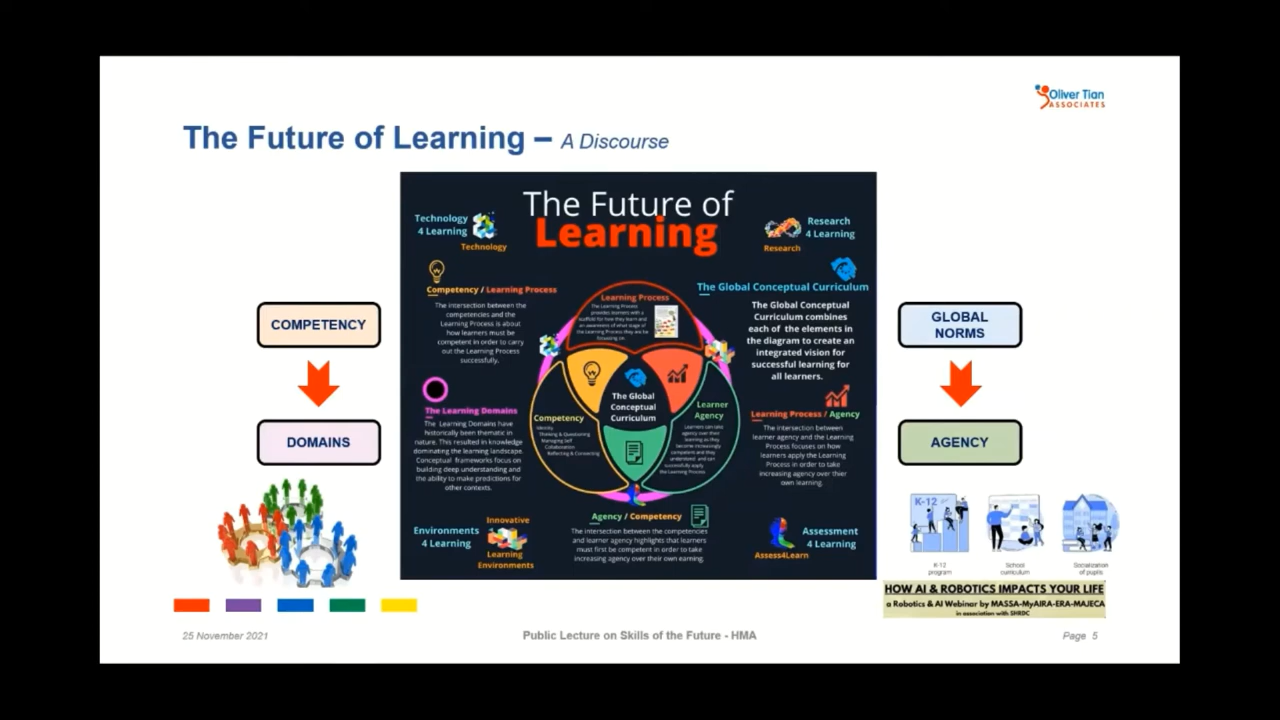 Oliver Tian
ASSOCIATES
The Future of Learning – A Discourse
The Future of
Learning
Technology
4 Learning
Technology
Research
4 Learning
Research
Competency / Learning Process
The intersection between the
competencies and the
Learning Process is about
how learners must be
competent in order to carry
out the Learning Process
successfully.
The Global Conceptual Curriculum
The Global Conceptual
Curriculum combines
each of the elements in
the diagram to create an
integrated vision for
successful learning for
all learners.
Learning Process
The Learning Process
provides learners with a
scaffold for how they learn and
an awareness of what stage of
the Learning Process they are
focussing on.
The Global
Conceptual
Curriculum
Competency
Identity
Thinking & Questioning
Managing Self
Collaboration
Reflecting & Connecting
Learner
Agency
Learners can take
agency over their
learning as they
become increasingly
competent and they
understand and can
successfully apply
the Learning Process
The Learning Domains
The Learning Domains have
historically been thematic in
nature. This resulted in knowledge
dominating the learning landscape.
Conceptual frameworks focus on
building deep understanding and
the ability to make predictions for
other contexts.
Learning Process / Agency
The intersection between
learner agency and the Learning
Process focuses on how
learners apply the Learning
Process in order to take
increasing agency over their
own learning.
Environments
4 Learning
Innovative
Learning
Environments
Agency / Competency
The intersection between the competencies
and learner agency highlights that learners
must first be competent in order to take
increasing agency over their own earning.
Assessment
4 Learning
Assess4Learn
COMPETENCY
DOMAINS
GLOBAL
NORMS
AGENCY
K-12
K-12
program
School
curriculum
Socialization
of pupils
HOW AI & ROBOTICS IMPACTS YOUR LIFE
a Robotics & AI Webinar by MASSA-MyAIRA-ERA-MAJECA
in association with SHRDC
25 November 2021
Public Lecture on Skills of the Future - HMA
Page 5